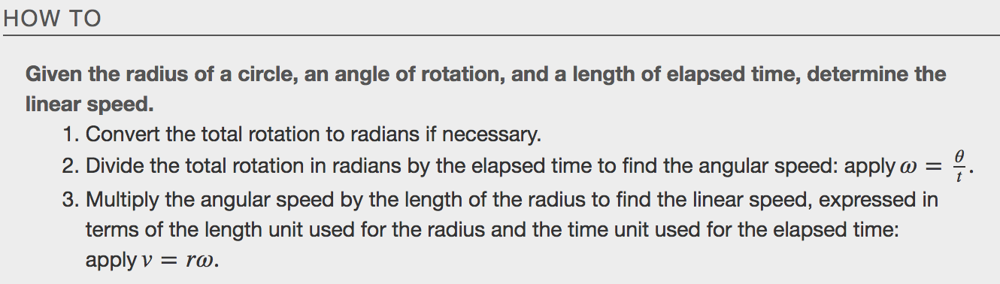 HOW TO
Given the radius of a circle, an angle of rotation, and a length of elapsed time, determine the
linear speed.
1. Convert the total rotation to radians if necessary.
2. Divide the total rotation in radians by the elapsed time to find the angular speed: apply ω = θ/t.
3. Multiply the angular speed by the length of the radius to find the linear speed, expressed in
terms of the length unit used for the radius and the time unit used for the elapsed time:
apply v = rω.